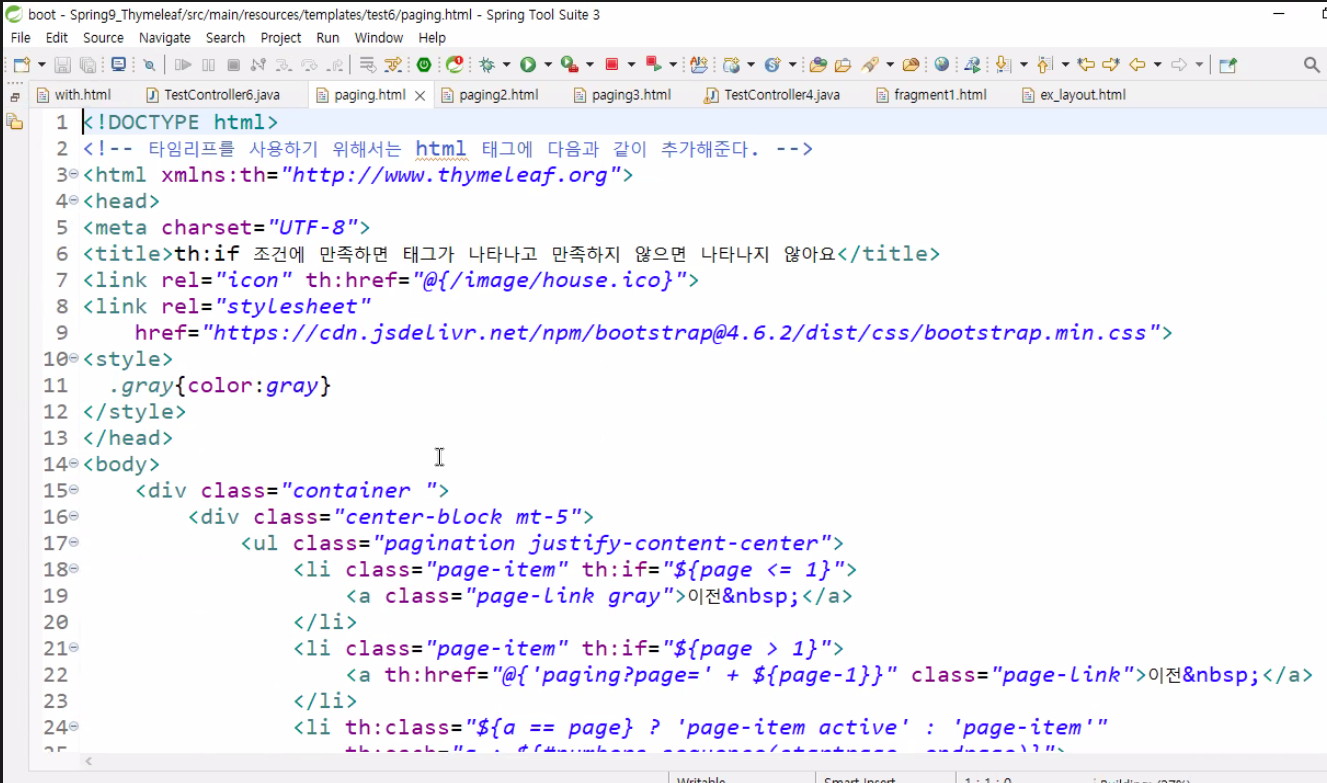 boot - Spring9_Thymeleaf/src/main/resources/templates/test6/paging.html - Spring Tool Suite 3
File Edit Source Navigate Search Project Run Window Help
with.html TestController6.java paging.html paging2.html paging3.html TestController4.java fragment1.html ex_layout.html
1 <!DOCTYPE html>
2 <!-- 타임리프를 사용하기 위해서는 html 태그에 다음과 같이 추가해준다. -->
3 <html xmlns:th="http://www.thymeleaf.org">
4 <head>
5 <meta charset="UTF-8">
6 <title>th:if 조건에 만족하면 태그가 나타나고 만족하지 않으면 나타나지 않아요</title>
7 <link rel="icon" th:href="@{/image/house.ico}">
8 <link rel="stylesheet"
9 href="https://cdn.jsdelivr.net/npm/bootstrap@4.6.2/dist/css/bootstrap.min.css">
10 <style>
11 .gray{color:gray}
12 </style>
13 </head>
14 <body>
15 <div class="container ">
16 <div class="center-block mt-5">
17 <ul class="pagination justify-content-center">
18 <li class="page-item" th:if="${page <= 1}">
19 <a class="page-link gray">이전&nbsp;</a>
20 </li>
21 <li class="page-item" th:if="${page > 1}">
22 <a th:href="@{'paging?page=' + ${page-1}}" class="page-link">이전&nbsp;</a>
23 </li>
24 <li th:class="${a == page} ? 'page-item active' : 'page-item'"
25 th:each="a : ${#numbers.sequence(startpage, endpage)}">
Writable Smart Insert 1 : 1 : 0